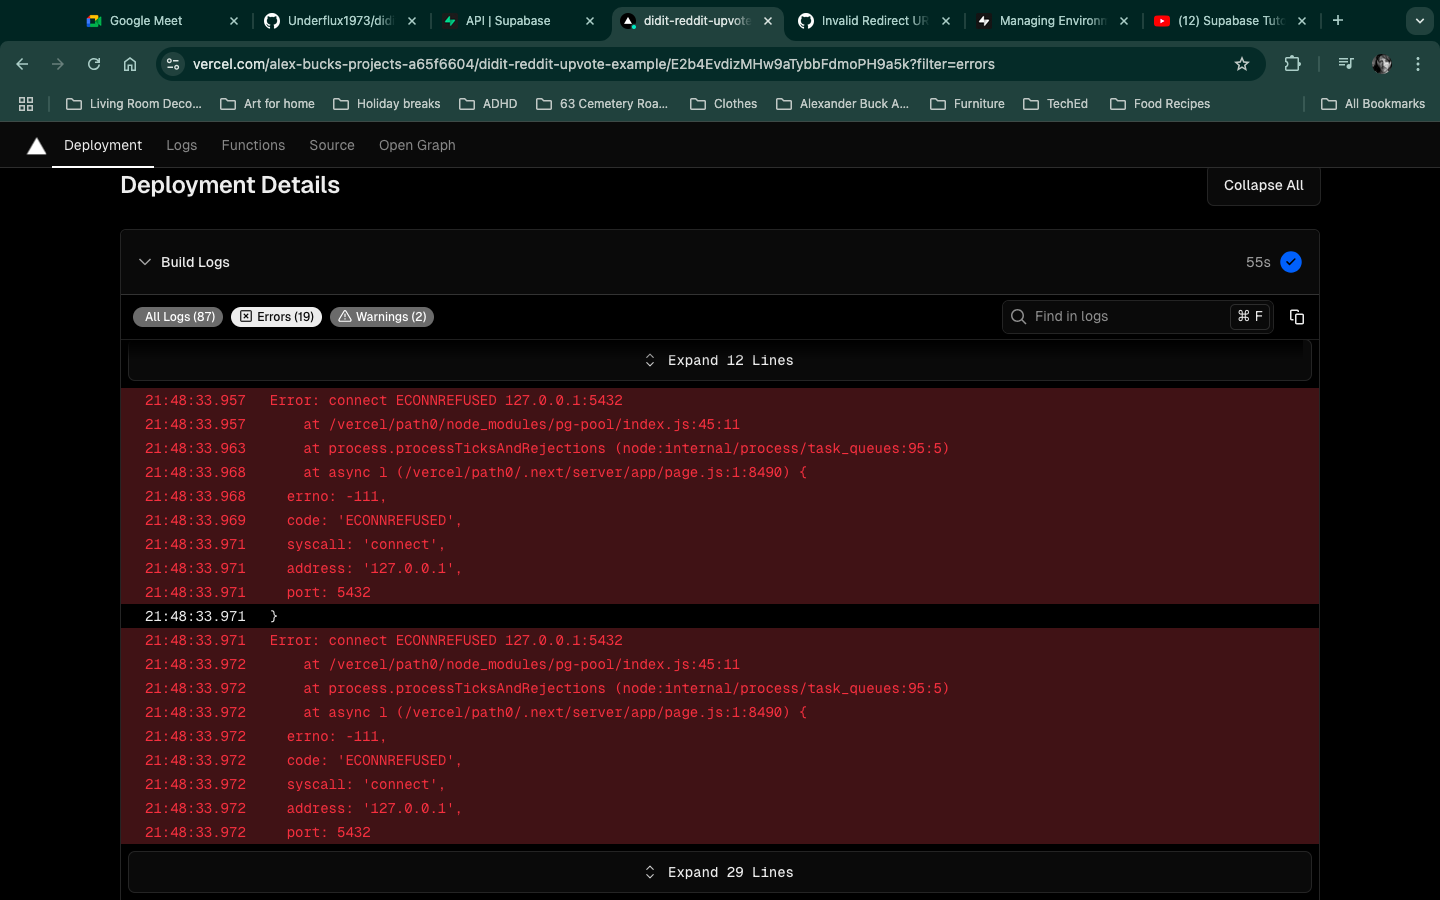 Google Meet
Underflux1973/didi
API | Supabase
didit-reddit-upvote
Invalid Redirect UR
Managing Environm
(12) Supabase Tuto
vercel.com/alex-bucks-projects-a65f6604/didit-reddit-upvote-example/E2b4EvdizMHw9aTybbFdmoPH9a5k?filter=errors
Living Room Deco...
Art for home
Holiday breaks
ADHD
63 Cemetery Roa...
Clothes
Alexander Buck A...
Furniture
TechEd
Food Recipes
All Bookmarks
Deployment
Logs
Functions
Source
Open Graph
Deployment Details
Collapse All
Build Logs
55s
All Logs (87)
Errors (19)
Warnings (2)
Find in logs
⌘ F
Expand 12 Lines
21:48:33.957 Error: connect ECONNREFUSED 127.0.0.1:5432
21:48:33.957 at /vercel/path0/node_modules/pg-pool/index.js:45:11
21:48:33.963 at process.processTicksAndRejections (node:internal/process/task_queues:95:5)
21:48:33.968 at async l (/vercel/path0/.next/server/app/page.js:1:8490) {
21:48:33.968 errno: -111,
21:48:33.969 code: 'ECONNREFUSED',
21:48:33.971 syscall: 'connect',
21:48:33.971 address: '127.0.0.1',
21:48:33.971 port: 5432
21:48:33.971 }
21:48:33.971 Error: connect ECONNREFUSED 127.0.0.1:5432
21:48:33.972 at /vercel/path0/node_modules/pg-pool/index.js:45:11
21:48:33.972 at process.processTicksAndRejections (node:internal/process/task_queues:95:5)
21:48:33.972 at async l (/vercel/path0/.next/server/app/page.js:1:8490) {
21:48:33.972 errno: -111,
21:48:33.972 code: 'ECONNREFUSED',
21:48:33.972 syscall: 'connect',
21:48:33.972 address: '127.0.0.1',
21:48:33.972 port: 5432
Expand 29 Lines